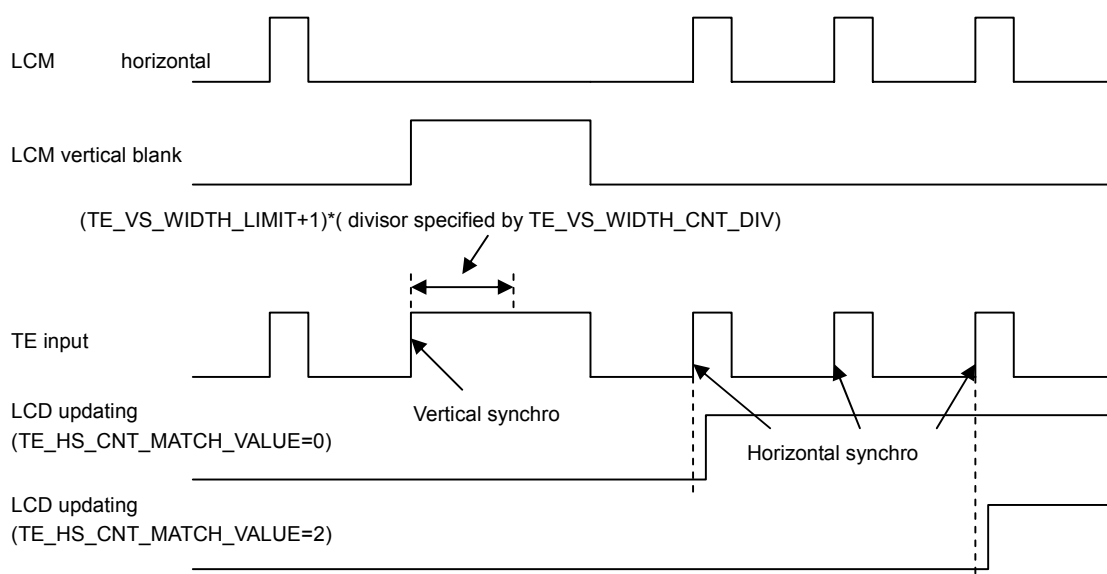 LCM horizontal
LCM vertical blank
(TE_VS_WIDTH_LIMIT+1)*( divisor specified by TE_VS_WIDTH_CNT_DIV)
TE input
Vertical synchro
LCD updating
(TE_HS_CNT_MATCH_VALUE=0)
Horizontal synchro
LCD updating
(TE_HS_CNT_MATCH_VALUE=2)